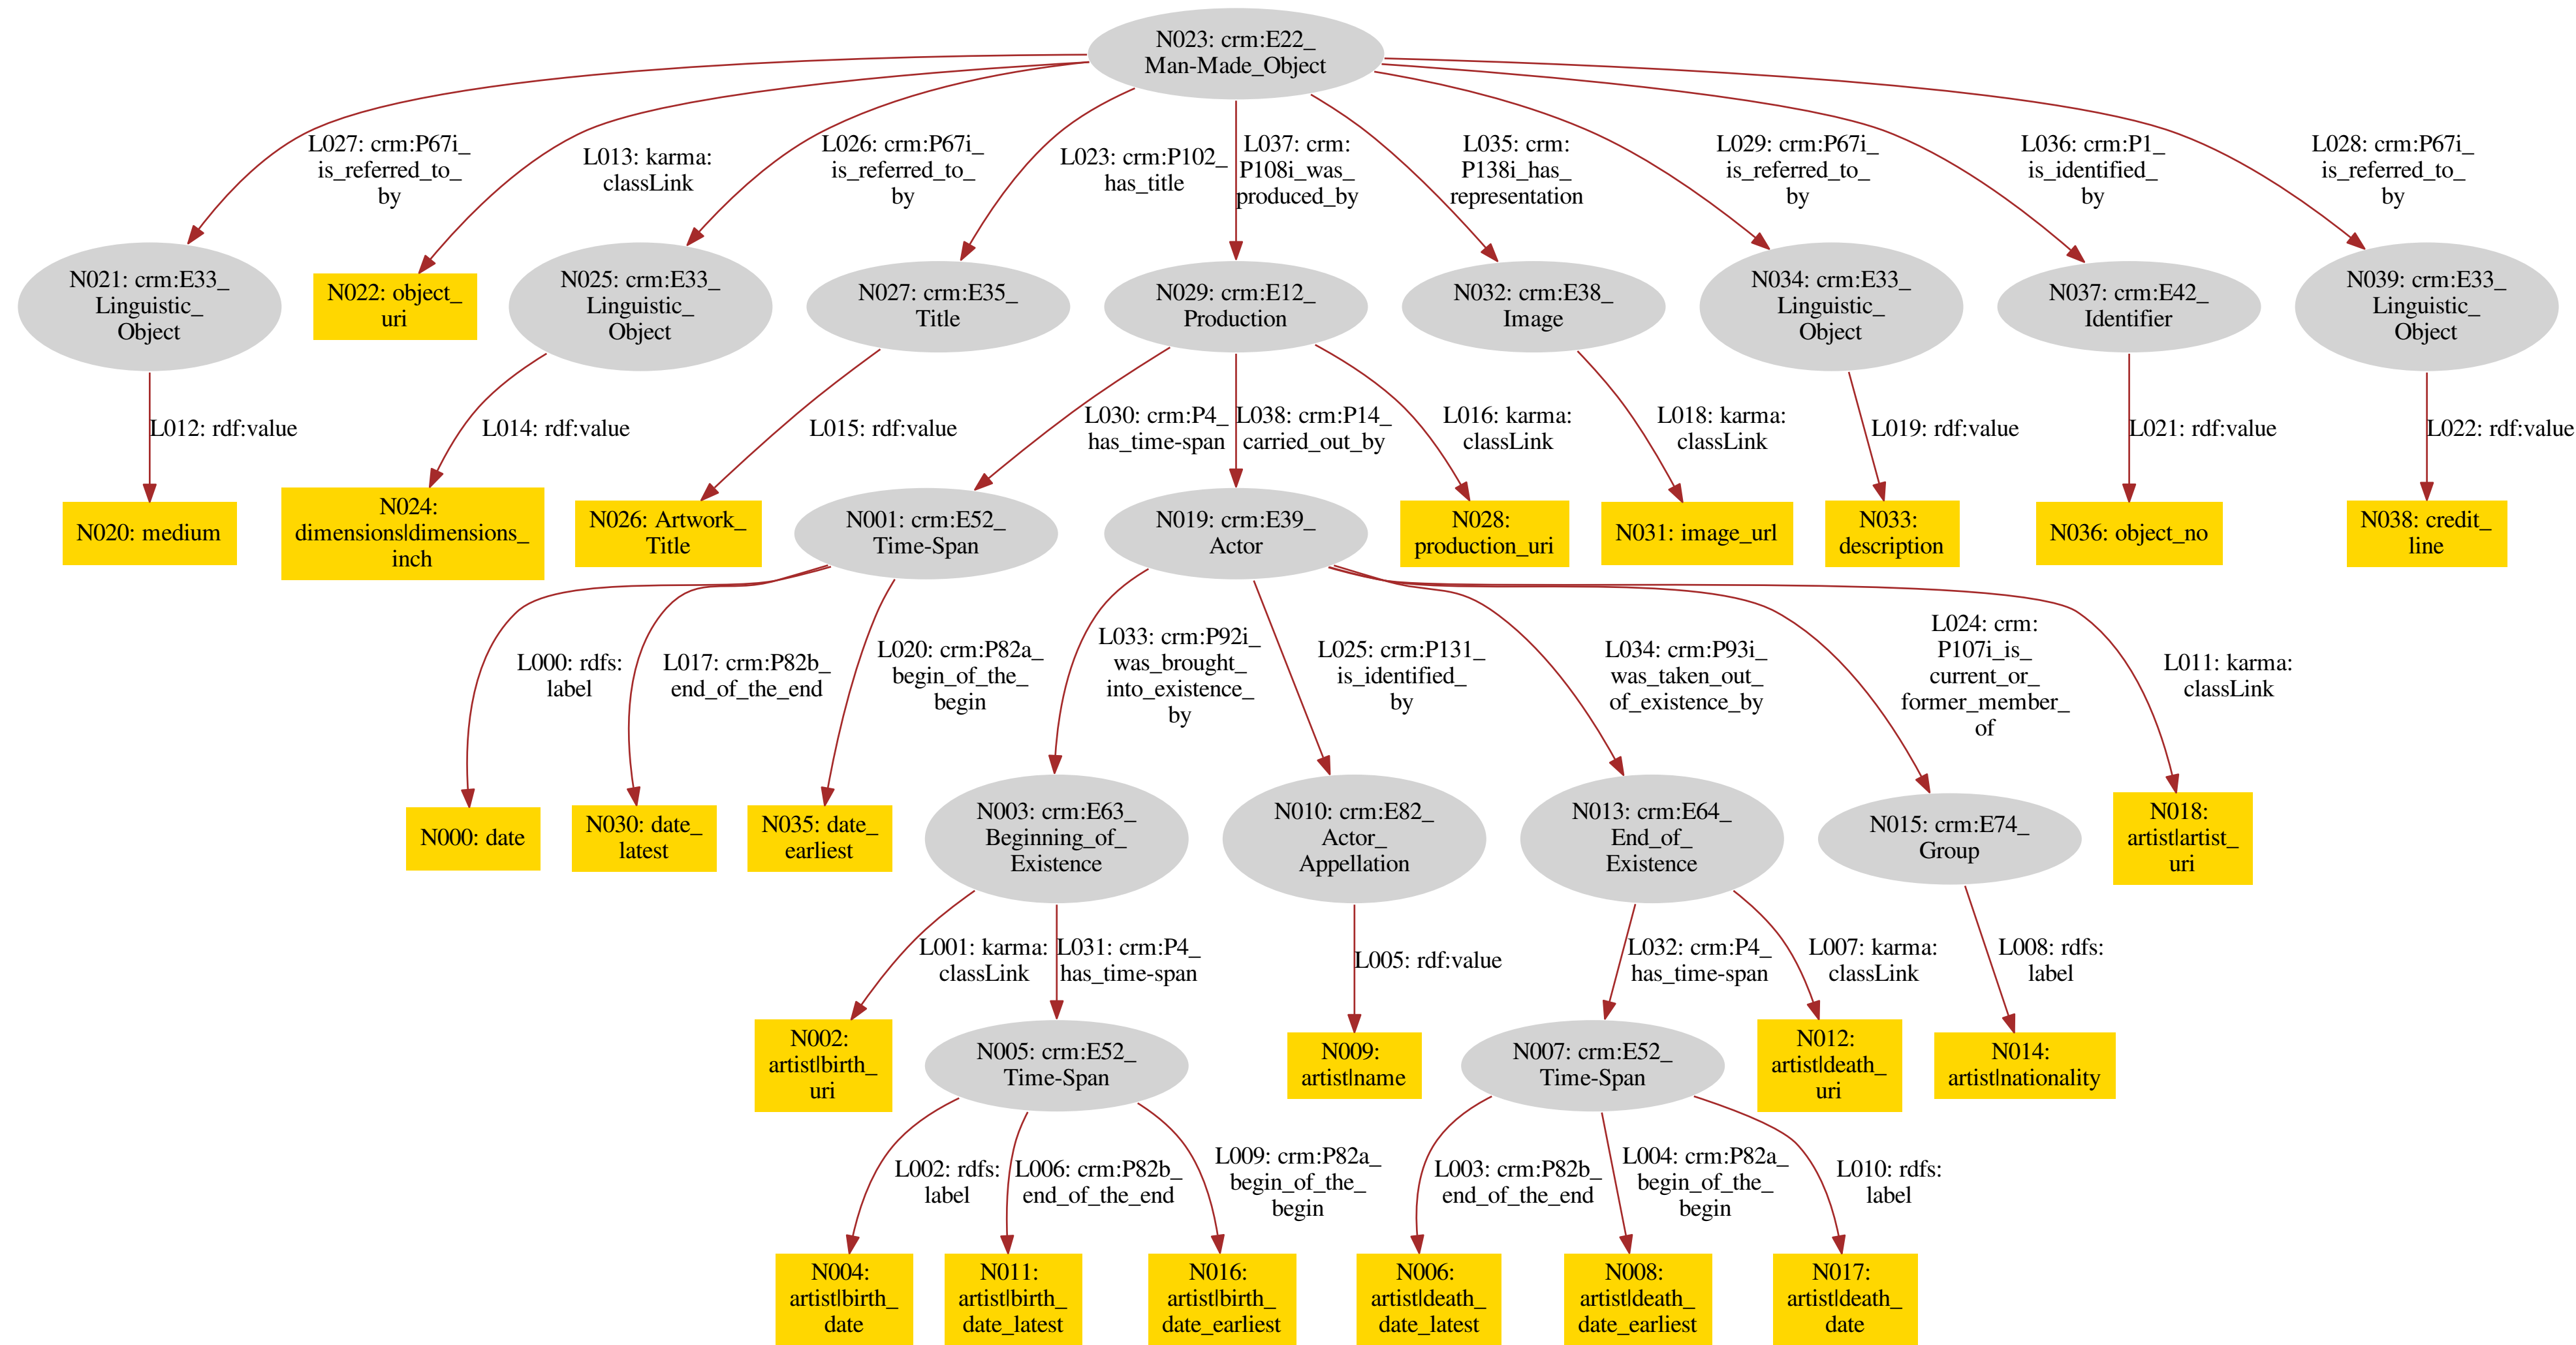 N023: crm:E22_
Man-Made_Object
L027: crm:P67i_
is_referred_to_
by
L013: karma:
classLink
L026: crm:P67i_
is_referred_to_
by
L023: crm:P102_
has_title
L037: crm:
P108i_was_
produced_by
L035: crm:
P138i_has_
representation
L029: crm:P67i_
is_referred_to_
by
L036: crm:P1_
is_identified_
by
L028: crm:P67i_
is_referred_to_
by
N021: crm:E33_
Linguistic_
Object
N022: object_
uri
N025: crm:E33_
Linguistic_
Object
N027: crm:E35_
Title
N029: crm:E12_
Production
N032: crm:E38_
Image
N034: crm:E33_
Linguistic_
Object
N037: crm:E42_
Identifier
N039: crm:E33_
Linguistic_
Object
L012: rdf:value
L014: rdf:value
L015: rdf:value
L030: crm:P4_
has_time-span
L038: crm:P14_
carried_out_by
L016: karma:
classLink
L018: karma:
classLink
L019: rdf:value
L021: rdf:value
L022: rdf:value
N020: medium
N024:
dimensions|dimensions_
inch
N026: Artwork_
Title
N001: crm:E52_
Time-Span
N019: crm:E39_
Actor
N028:
production_uri
N031: image_url
N033:
description
N036: object_no
N038: credit_
line
L000: rdfs:
label
L017: crm:P82b_
end_of_the_end
L020: crm:P82a_
begin_of_the_
begin
L033: crm:P92i_
was_brought_
into_existence_
by
L025: crm:P131_
is_identified_
by
L034: crm:P93i_
was_taken_out_
of_existence_by
L024: crm:
P107i_is_
current_or_
former_member_
of
L011: karma:
classLink
N000: date
N030: date_
latest
N035: date_
earliest
N003: crm:E63_
Beginning_of_
Existence
N010: crm:E82_
Actor_
Appellation
N013: crm:E64_
End_of_
Existence
N015: crm:E74_
Group
N018:
artist|artist_
uri
L001: karma:
classLink
L031: crm:P4_
has_time-span
L005: rdf:value
L032: crm:P4_
has_time-span
L007: karma:
classLink
L008: rdfs:
label
N002:
artist|birth_
uri
N005: crm:E52_
Time-Span
N009:
artist|name
N007: crm:E52_
Time-Span
N012:
artist|death_
uri
N014:
artist|nationality
L002: rdfs:
label
L006: crm:P82b_
end_of_the_end
L009: crm:P82a_
begin_of_the_
begin
L003: crm:P82b_
end_of_the_end
L004: crm:P82a_
begin_of_the_
begin
L010: rdfs:
label
N004:
artist|birth_
date
N011:
artist|birth_
date_latest
N016:
artist|birth_
date_earliest
N006:
artist|death_
date_latest
N008:
artist|death_
date_earliest
N017:
artist|death_
date